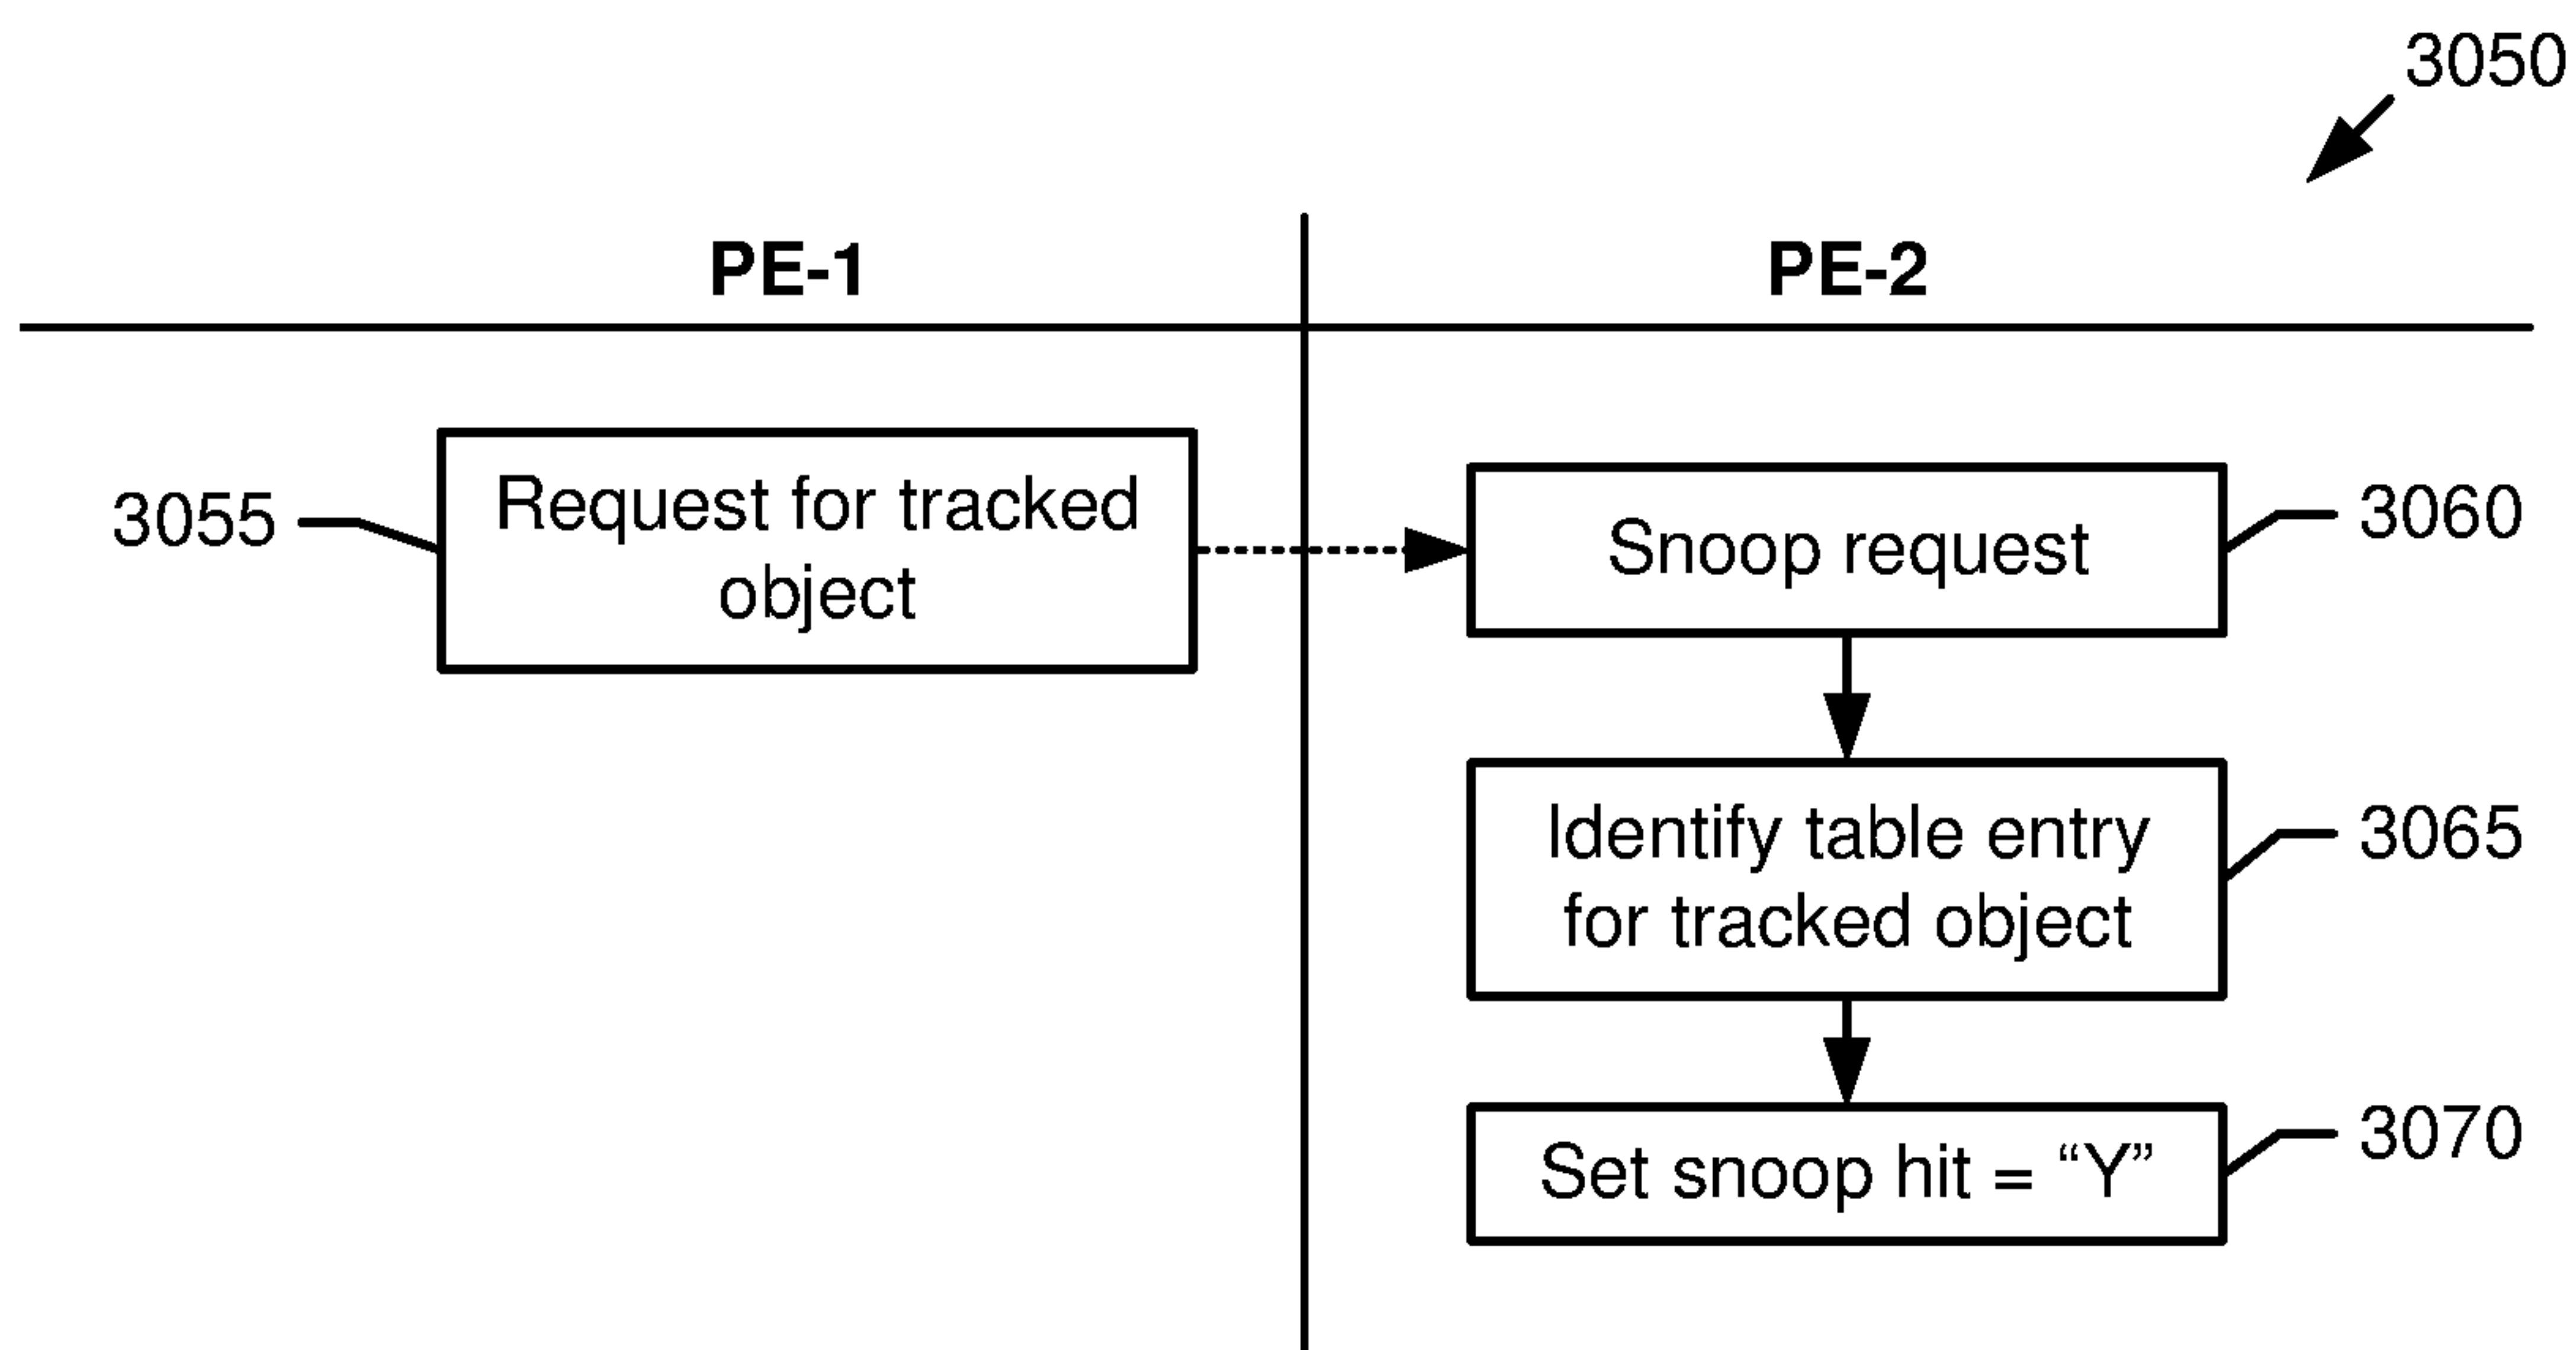 3050
PE-1
PE-2
3055
Request for tracked
object
Snoop request
3060
Identify table entry
for tracked object
3065
Set snoop hit = “Y”
3070